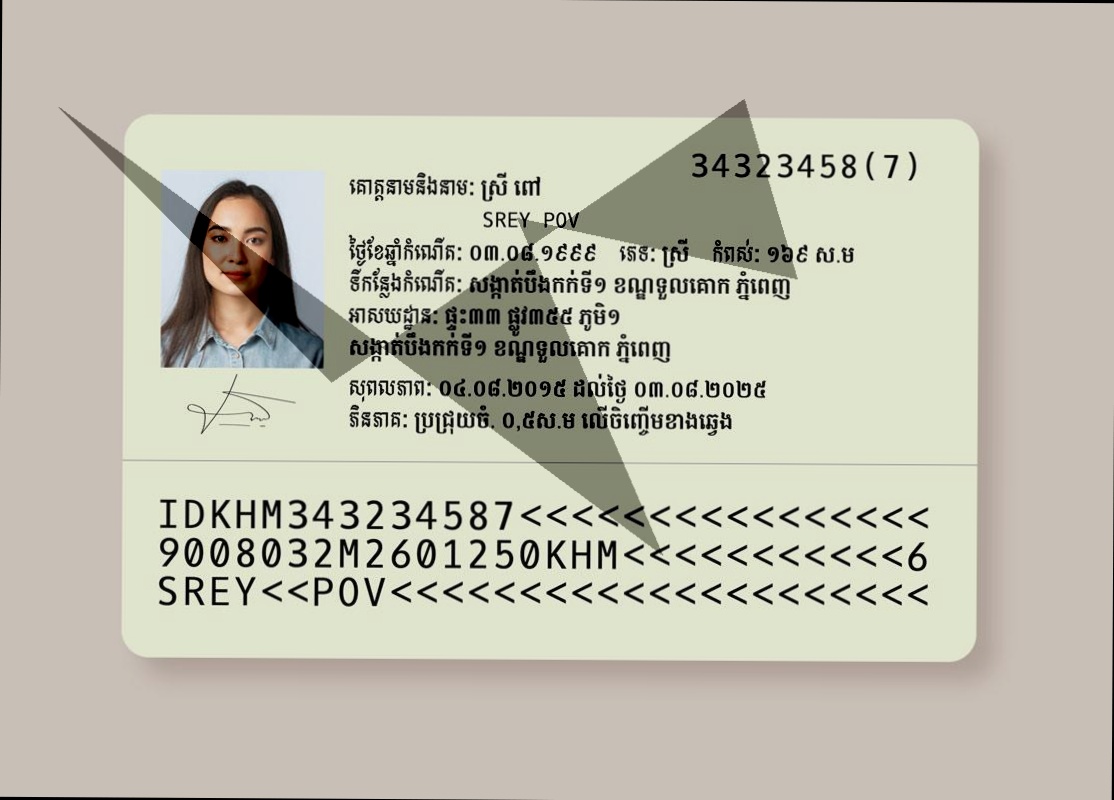 34323458(7)
គោត្តនាមនិងនាម: ស្រី ពៅ
SREY POV
ថ្ងៃខែឆ្នាំកំណើត: ០៣.០៨.១៩៩៩ ភេទ: ស្រី កំពស់: ១៦៩ ស.ម
ទីកន្លែងកំណើត: សង្កាត់បឹងកក់ទី១ ខណ្ឌទួលគោក ភ្នំពេញ
អាសយដ្ឋាន: ផ្ទះ៣៣ ផ្លូវ៣៥៥ ភូមិ១
សង្កាត់បឹងកក់ទី១ ខណ្ឌទួលគោក ភ្នំពេញ
សុពលភាព: ០៤.០៨.២០១៥ ដល់ថ្ងៃ ០៣.០៨.២០២៥
ភិនភាគ: ប្រជ្រុយចំ. 0,៥ស.ម លើចិញ្ចើមខាងឆ្វេង
IDKHM343234587<<<<<<<<<<<<<<<<
9008032M2601250KHM<<<<<<<<<<<6
SREY<<POV<<<<<<<<<<<<<<<<<<<<<